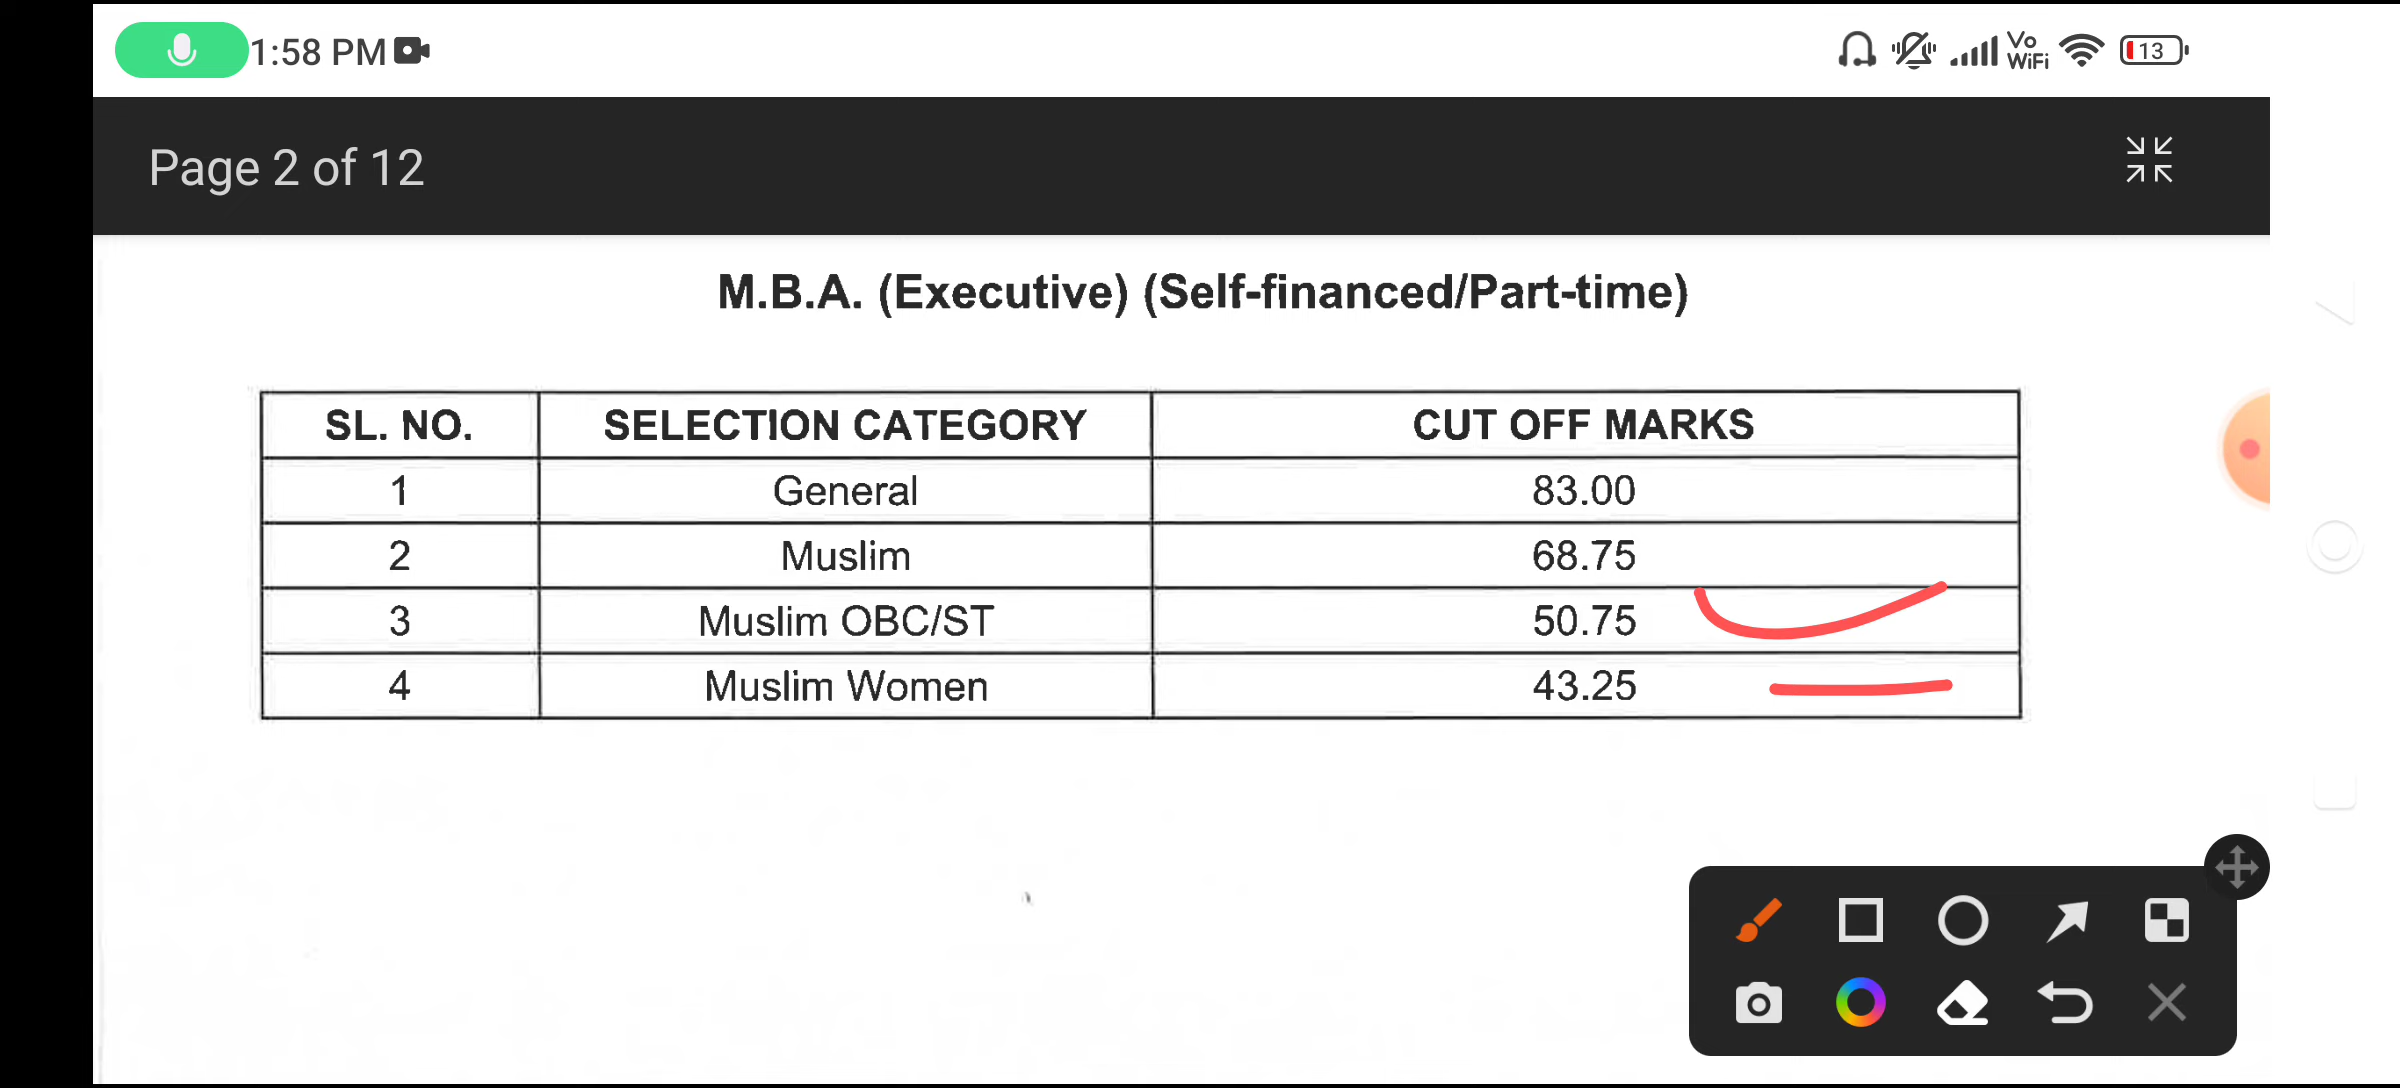 1:58 PM
Vo
WiFi
13
Page 2 of 12
M.B.A. (Executive) (Self-financed/Part-time)
SL. NO. SELECTION CATEGORY CUT OFF MARKS
1 General 83.00
2 Muslim 68.75
3 Muslim OBC/ST 50.75
4 Muslim Women 43.25